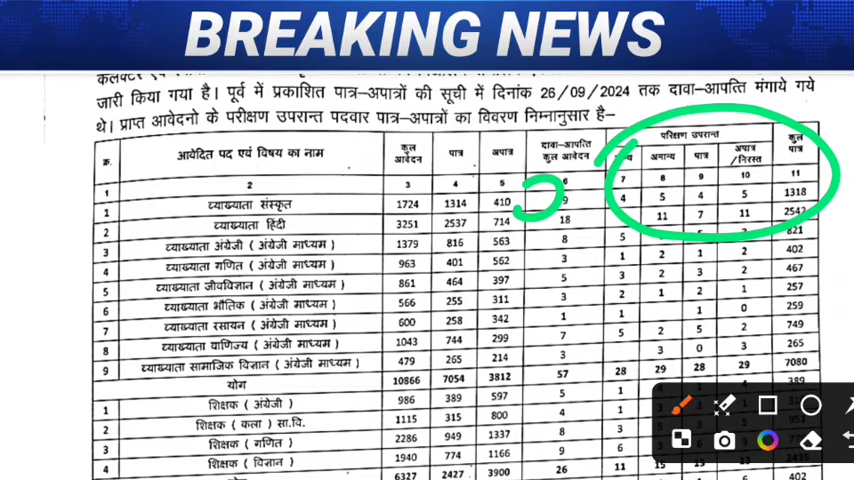 BREAKING NEWS
जारी किया गया है। पूर्व में प्रकाशित पात्र–अपात्रों की सूची में दिनांक 26/09/2024 तक दावा–आपत्ति मंगाये गये
थे। प्राप्त आवेदनो के परीक्षण उपरान्त पदवार पात्र–अपात्रों का विवरण निम्नानुसार है–
क्र. आवेदित पद एवं विषय का नाम कुल आवेदन पात्र अपात्र दावा–आपत्ति कुल आवेदन परिक्षण उपरान्त अमान्य पात्र अपात्र /निरस्त कुल पात्र
1 2 3 4 5 6 7 8 9 10 11
1 व्याख्याता संस्कृत 1724 1314 410 9 4 5 4 5 1318
2 व्याख्याता हिंदी 3251 2537 714 18 11 7 11
3 व्याख्याता अंग्रेजी ( अंग्रेजी माध्यम ) 1379 816 563 8 5 821
4 व्याख्याता गणित ( अंग्रेजी माध्यम ) 963 401 562 3 1 2 1 2 402
5 व्याख्याता जीवविज्ञान ( अंग्रेजी माध्यम ) 861 464 397 5 3 2 3 2 467
6 व्याख्याता भौतिक ( अंग्रेजी माध्यम ) 566 255 311 3 2 1 2 1 257
7 व्याख्याता रसायन ( अंग्रेजी माध्यम ) 600 258 342 1 1 1 0 259
8 व्याख्याता वाणिज्य ( अंग्रेजी माध्यम ) 1043 744 299 7 5 2 5 2 749
9 व्याख्याता सामाजिक विज्ञान ( अंग्रेजी माध्यम ) 479 265 214 3 3 0 3 265
योग 10866 7054 3812 57 28 29 28 29 7080
1 शिक्षक ( अंग्रेजी ) 986 389 597 5 1 389
2 शिक्षक ( कला ) सा.वि. 1115 315 800 4 1
3 शिक्षक ( गणित ) 2286 949 1337 8 3
4 शिक्षक ( विज्ञान ) 1940 774 1166 9 6
6327 2427 3900 26 11 15 13 13 2435
402